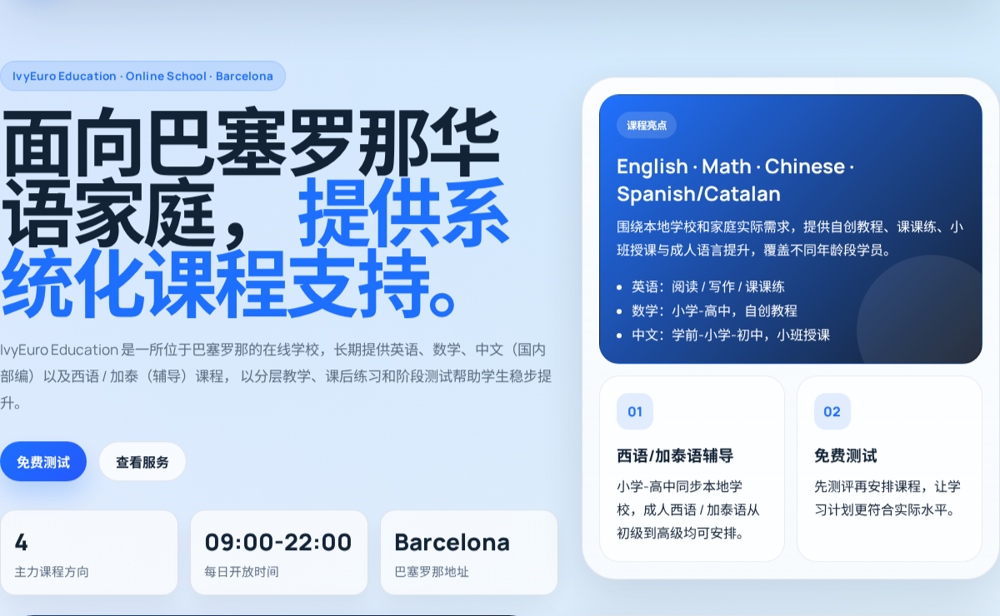 IvyEuro Education · Online School · Barcelona
面向巴塞罗那华
语家庭，提供系
统化课程支持。
IvyEuro Education 是一所位于巴塞罗那的在线学校，长期提供英语、数学、中文（国内
部编）以及西语 / 加泰（辅导）课程， 以分层教学、课后练习和阶段测试帮助学生稳步提
升。
免费测试
查看服务
4
主力课程方向
09:00-22:00
每日开放时间
Barcelona
巴塞罗那地址
课程亮点
English · Math · Chinese ·
Spanish/Catalan
围绕本地学校和家庭实际需求，提供自创教程、课课练、小
班授课与成人语言提升，覆盖不同年龄段学员。
英语：阅读 / 写作 / 课课练
数学：小学-高中，自创教程
中文：学前-小学-初中，小班授课
01
西语/加泰语辅导
小学-高中同步本地学
校，成人西语 / 加泰语从
初级到高级均可安排。
02
免费测试
先测评再安排课程，让学
习计划更符合实际水平。